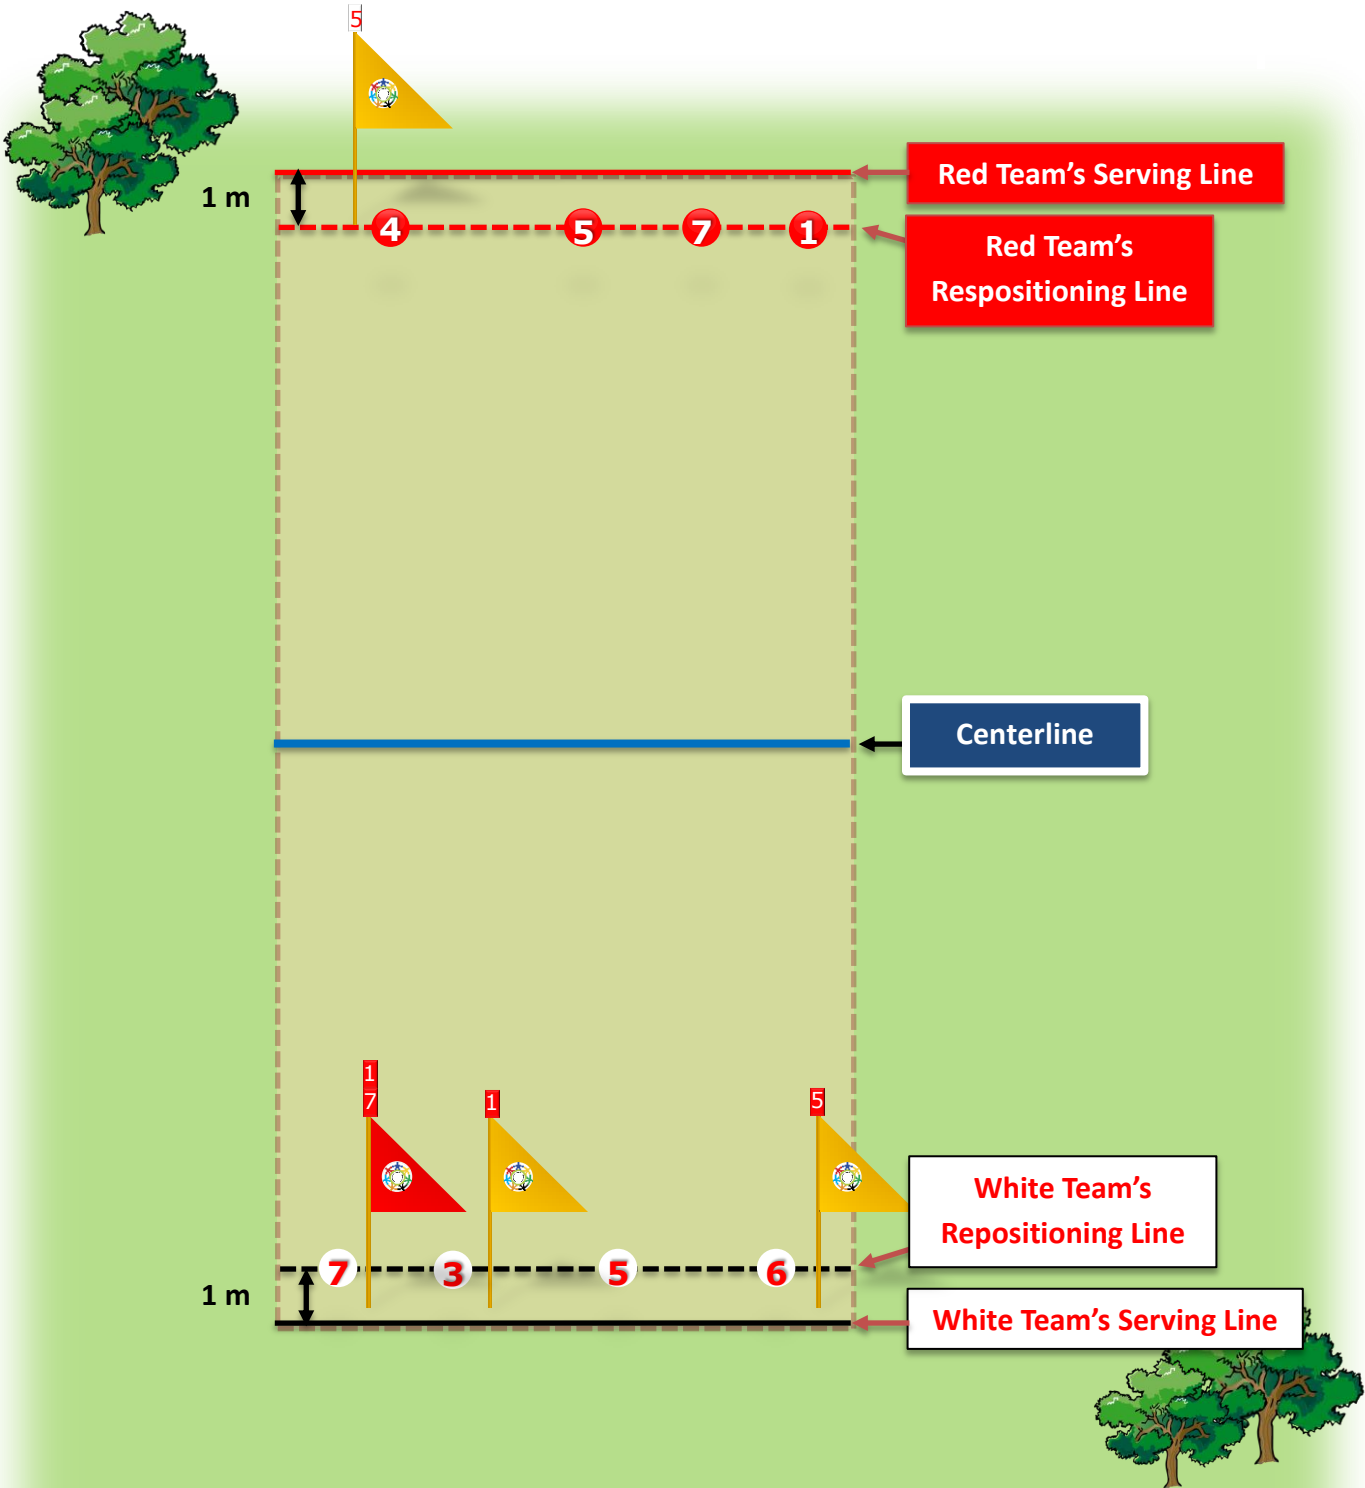 5
Red Team's Serving Line
1 m
4 5 7 1
Red Team's
Respositioning Line
Centerline
1
7
1
5
White Team's
Repositioning Line
7 3 5 6
1 m
White Team's Serving Line